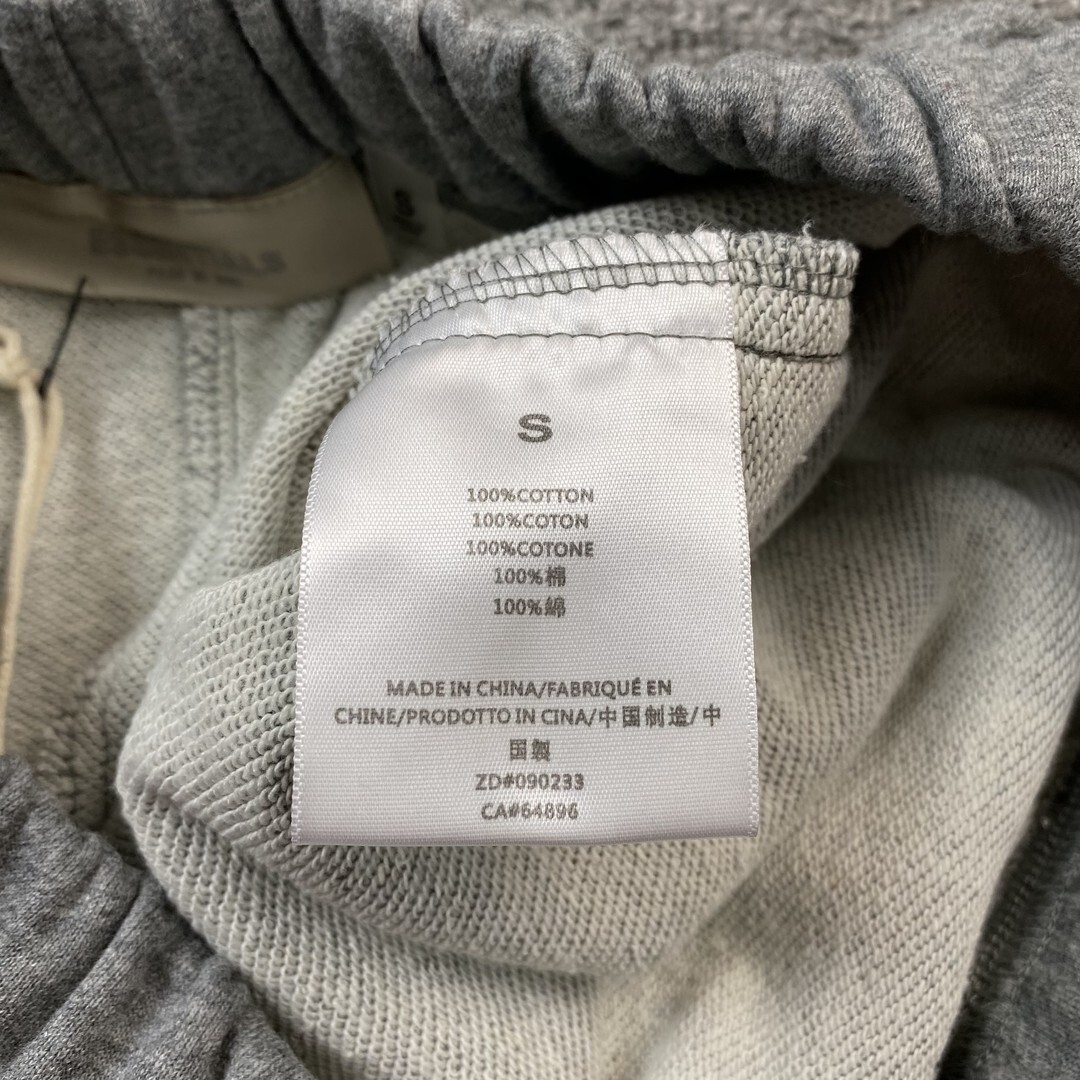 S
100%COTTON
100%COTON
100%COTONE
100%棉
100%綿
MADE IN CHINA/FABRIQUÉ EN
CHINE/PRODOTTO IN CINA/中国制造/中
国製
ZD#090233
CA#64896